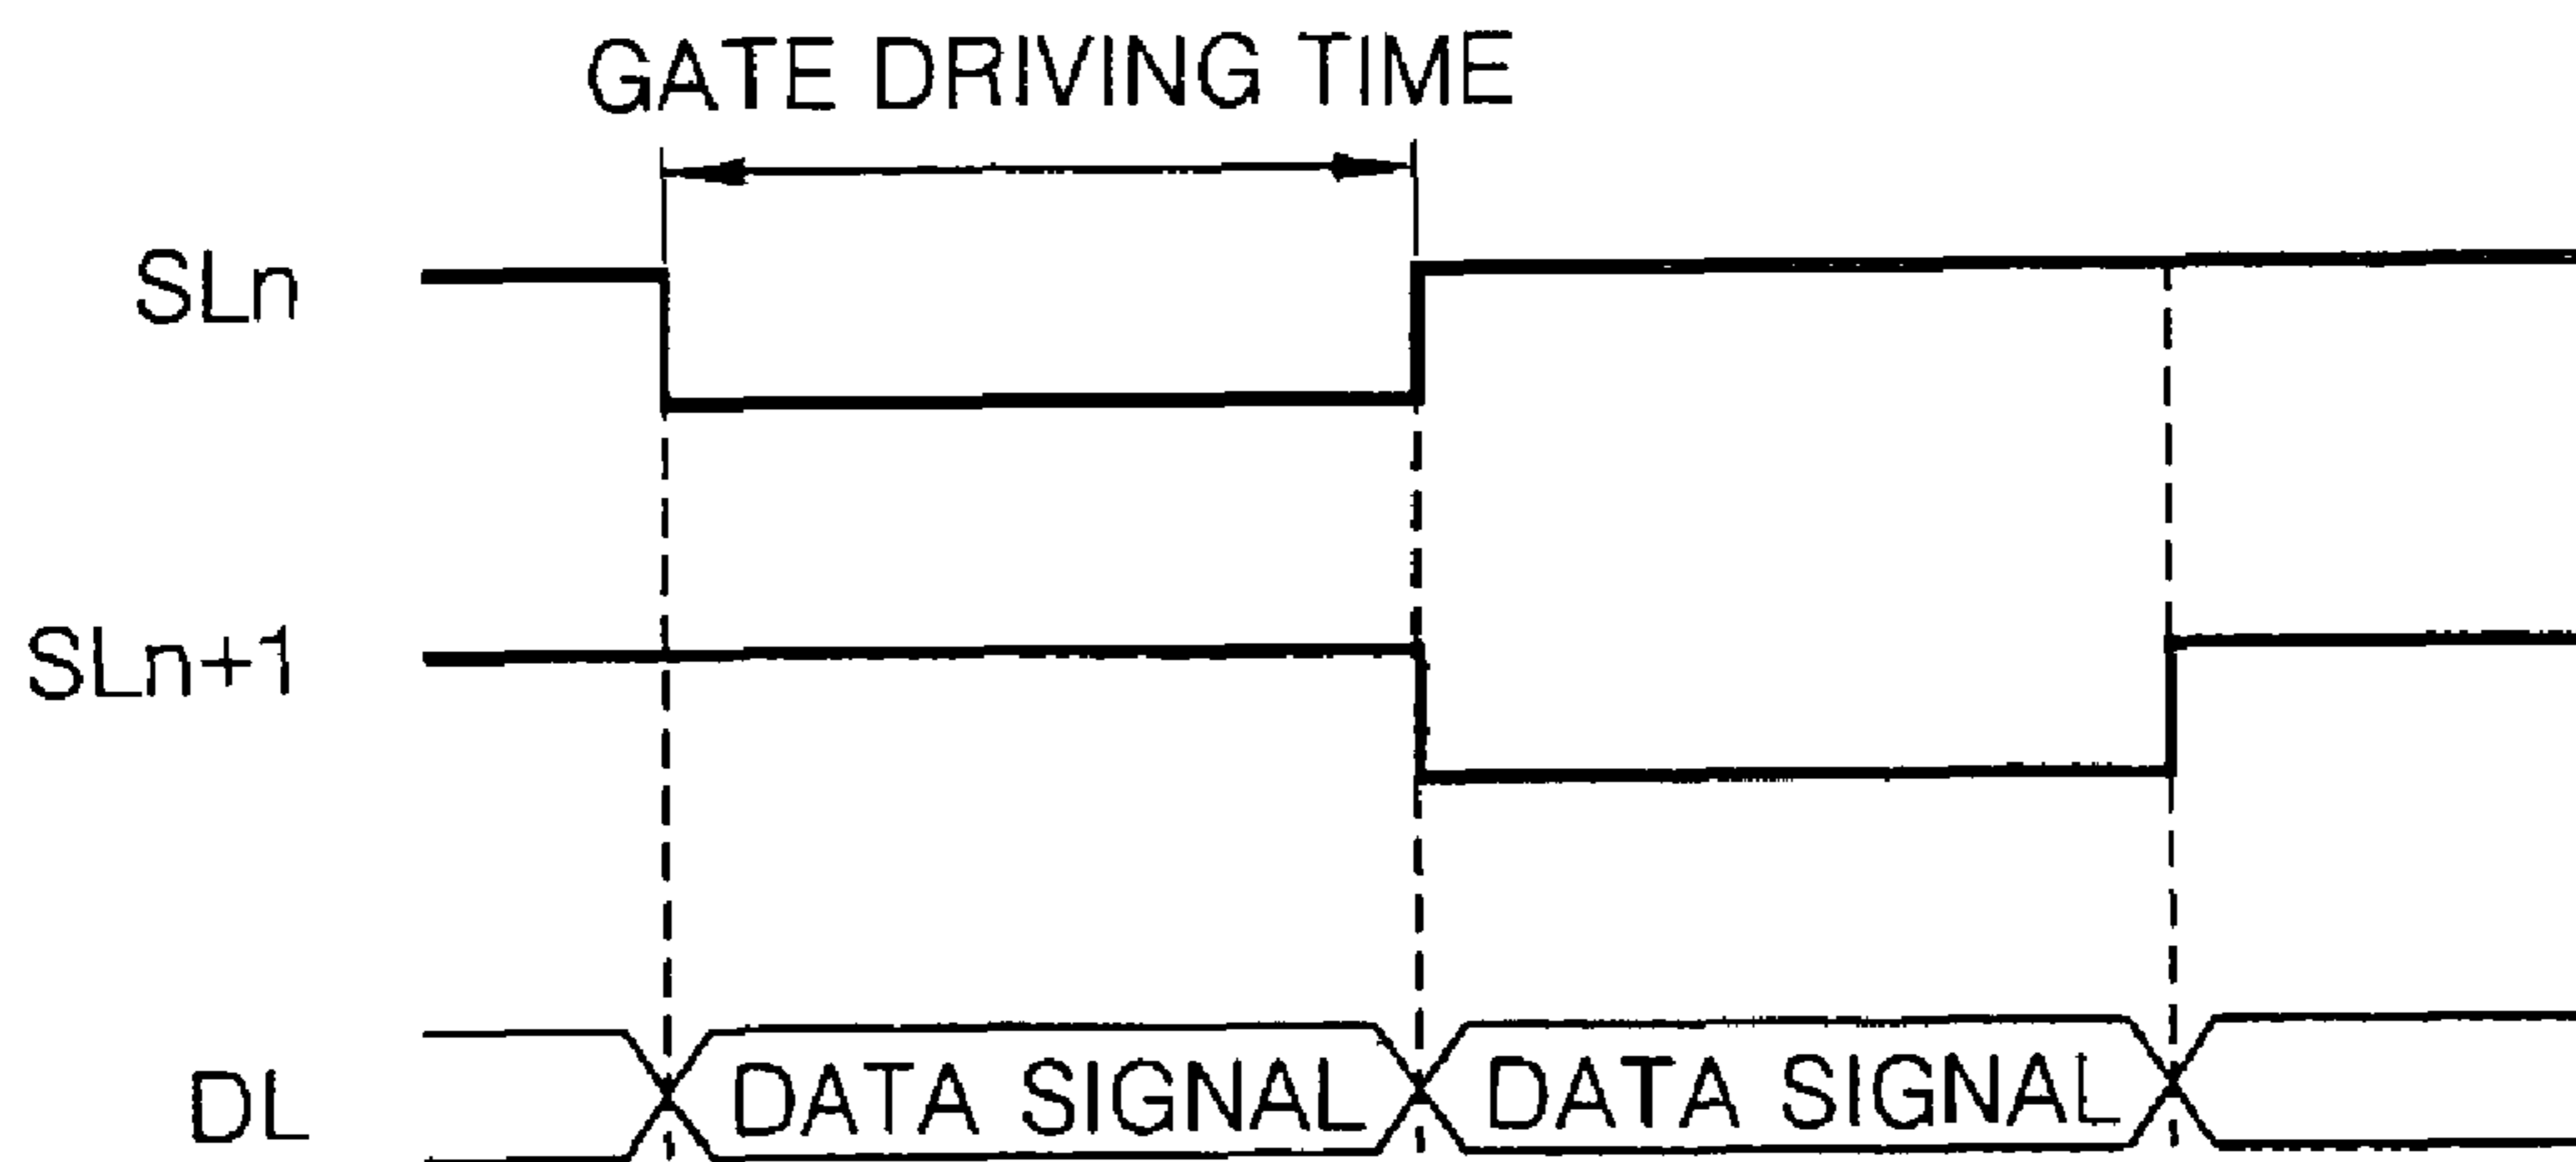 GATE DRIVING TIME
SLn
SLn+1
DL
DATA SIGNAL
DATA SIGNAL